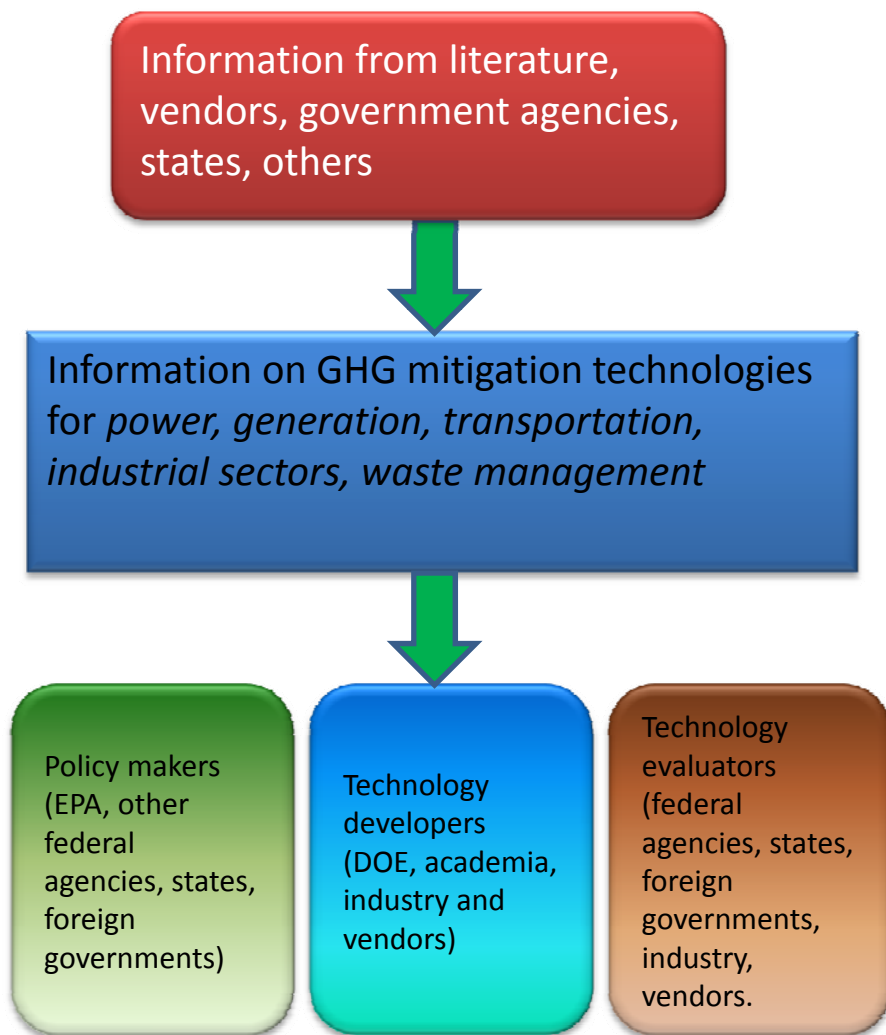 Information from literature,
vendors, government agencies,
states, others
Information on GHG mitigation technologies
for power, generation, transportation,
industrial sectors, waste management
Policy makers
(EPA, other
federal
agencies, states,
foreign
governments)
Technology
developers
(DOE, academia,
industry and
vendors)
Technology
evaluators
(federal
agencies, states,
foreign
governments,
industry,
vendors.